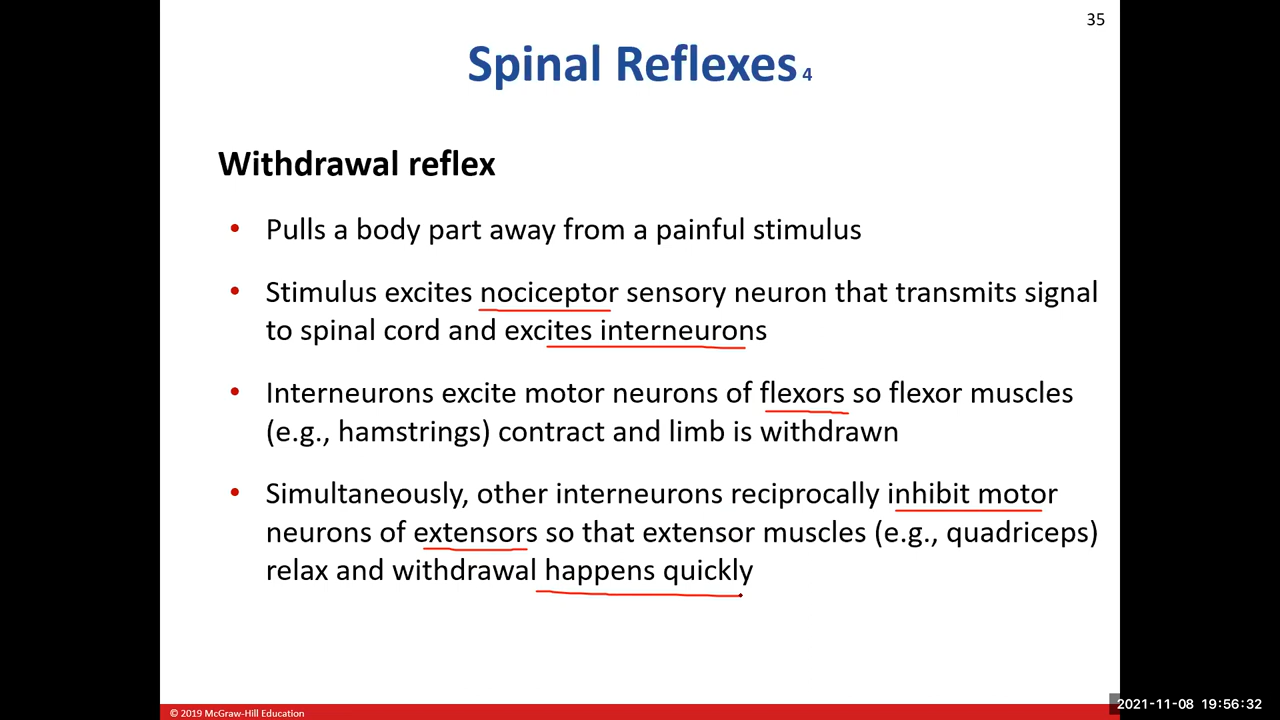 35
Spinal Reflexes 4
Withdrawal reflex
• Pulls a body part away from a painful stimulus
• Stimulus excites nociceptor sensory neuron that transmits signal
to spinal cord and excites interneurons
• Interneurons excite motor neurons of flexors so flexor muscles
(e.g., hamstrings) contract and limb is withdrawn
• Simultaneously, other interneurons reciprocally inhibit motor
neurons of extensors so that extensor muscles (e.g., quadriceps)
relax and withdrawal happens quickly
© 2019 McGraw-Hill Education
2021-11-08 19:56:32